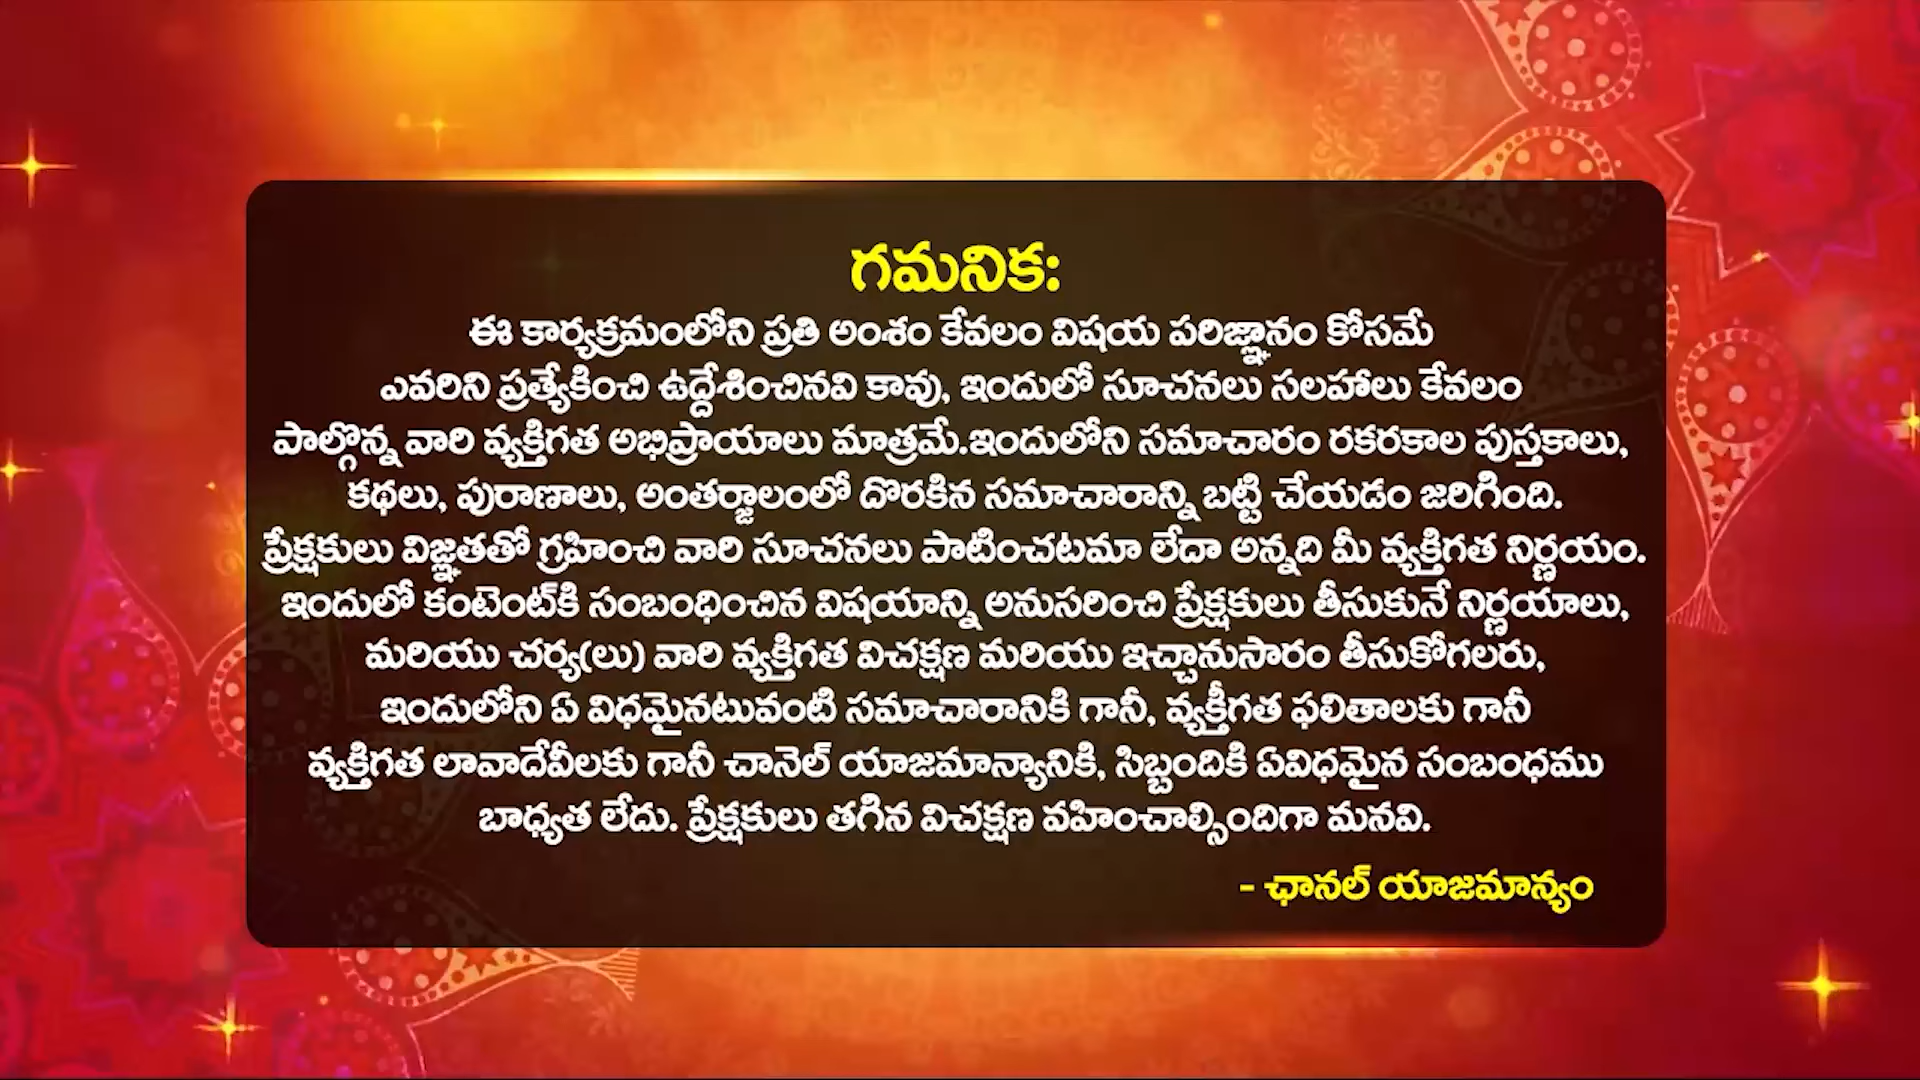 గమనిక:
ఈ కార్యక్రమంలోని ప్రతి అంశం కేవలం విషయ పరిజ్ఞానం కోసమే
ఎవరిని ప్రత్యేకించి ఉద్దేశించినవి కావు, ఇందులో సూచనలు సలహాలు కేవలం
పాల్గొన్న వారి వ్యక్తిగత అభిప్రాయాలు మాత్రమే.ఇందులోని సమాచారం రకరకాల పుస్తకాలు,
కథలు, పురాణాలు, అంతర్జాలంలో దొరకిన సమాచారాన్ని బట్టి చేయడం జరిగింది.
ప్రేక్షకులు విజ్ఞతతో గ్రహించి వారి సూచనలు పాటించటమా లేదా అన్నది మీ వ్యక్తిగత నిర్ణయం.
ఇందులో కంటెంట్‌కి సంబంధించిన విషయాన్ని అనుసరించి ప్రేక్షకులు తీసుకునే నిర్ణయాలు,
మరియు చర్య(లు) వారి వ్యక్తిగత విచక్షణ మరియు ఇచ్చానుసారం తీసుకోగలరు,
ఇందులోని ఏ విధమైనటువంటి సమాచారానికి గానీ, వ్యక్తీగత ఫలితాలకు గానీ
వ్యక్తిగత లావాదేవీలకు గానీ చానెల్ యాజమాన్యానికి, సిబ్బందికి ఏవిధమైన సంబంధము
బాధ్యత లేదు. ప్రేక్షకులు తగిన విచక్షణ వహించాల్సిందిగా మనవి.
- ఛానల్ యాజమాన్యం